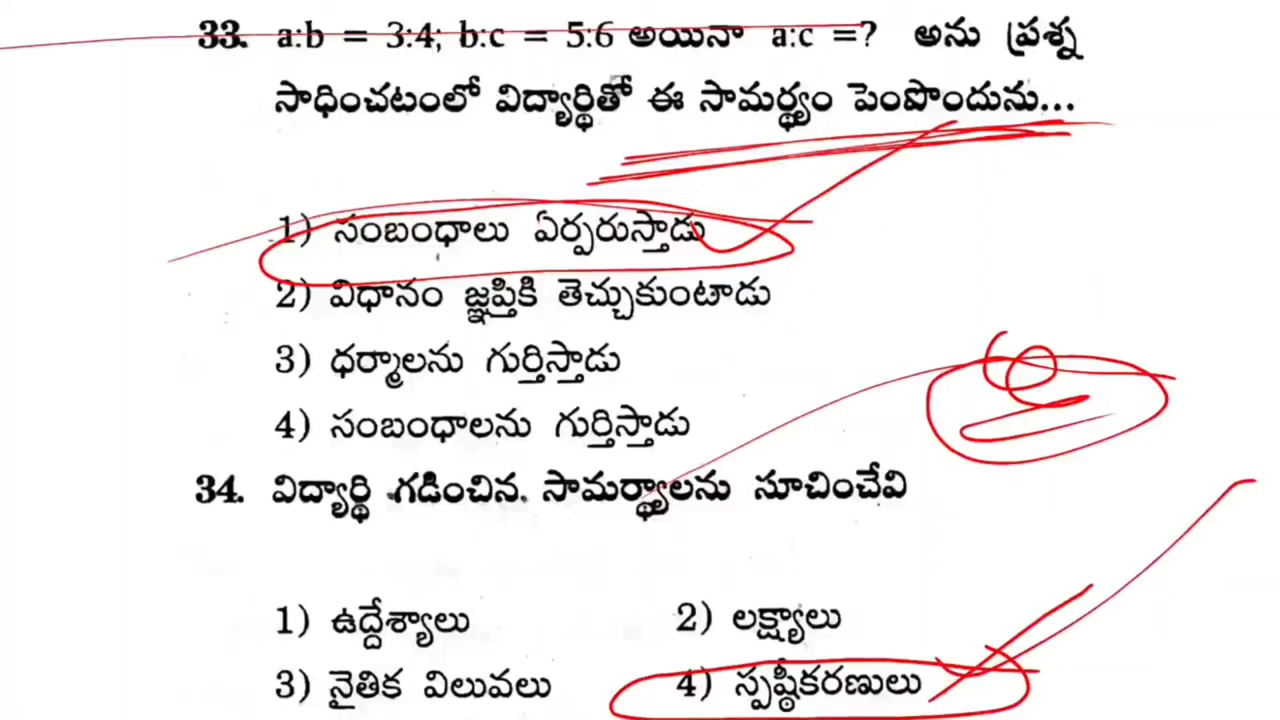 33. a:b = 3:4; b:c = 5:6 అయినా a:c =? అను ప్రశ్న
సాధించటంలో విద్యార్థితో ఈ సామర్థ్యం పెంపొందును...
1) సంబంధాలు ఏర్పరుస్తాడు
2) విధానం జ్ఞప్తికి తెచ్చుకుంటాడు
3) ధర్మాలను గుర్తిస్తాడు
4) సంబంధాలను గుర్తిస్తాడు
34. విద్యార్థి గడించిన సామర్థ్యాలను సూచించేవి
1) ఉద్దేశ్యాలు 2) లక్ష్యాలు
3) నైతిక విలువలు 4) స్పష్ఠీకరణులు